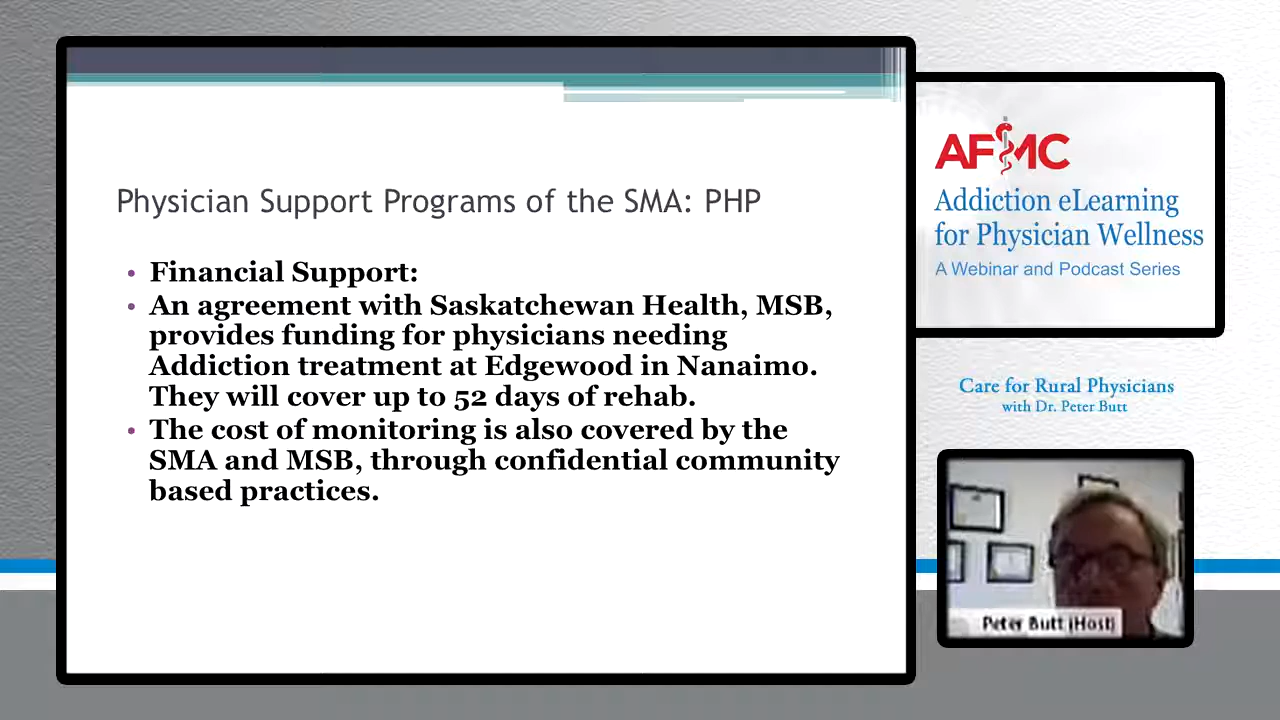 Physician Support Programs of the SMA: PHP
• Financial Support:
• An agreement with Saskatchewan Health, MSB,
provides funding for physicians needing
Addiction treatment at Edgewood in Nanaimo.
They will cover up to 52 days of rehab.
• The cost of monitoring is also covered by the
SMA and MSB, through confidential community
based practices.
AFMC
Addiction eLearning
for Physician Wellness
A Webinar and Podcast Series
Care for Rural Physicians
with Dr. Peter Butt
Peter Butt (Host)